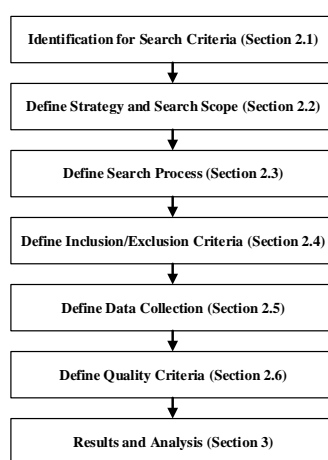 Identification for Search Criteria (Section 2.1)
Define Strategy and Search Scope (Section 2.2)
Define Search Process (Section 2.3)
Define Inclusion/Exclusion Criteria (Section 2.4)
Define Data Collection (Section 2.5)
Define Quality Criteria (Section 2.6)
Results and Analysis (Section 3)